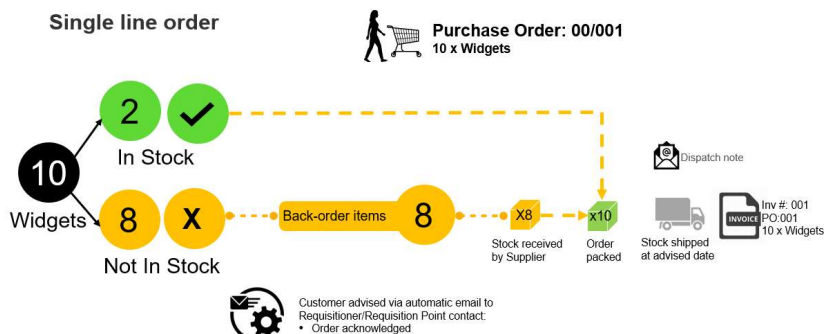 Single line order
Purchase Order: 00/001
10 x Widgets
2
In Stock
10
Widgets
8
X
Not In Stock
Back-order items
8
X8
Stock received
by Supplier
x10
Order
packed
Dispatch note
Stock shipped
at advised date
INVOICE
Inv #: 001
PO:001
10 x Widgets
Customer advised via automatic email to
Requisitioner/Requisition Point contact:
• Order acknowledged